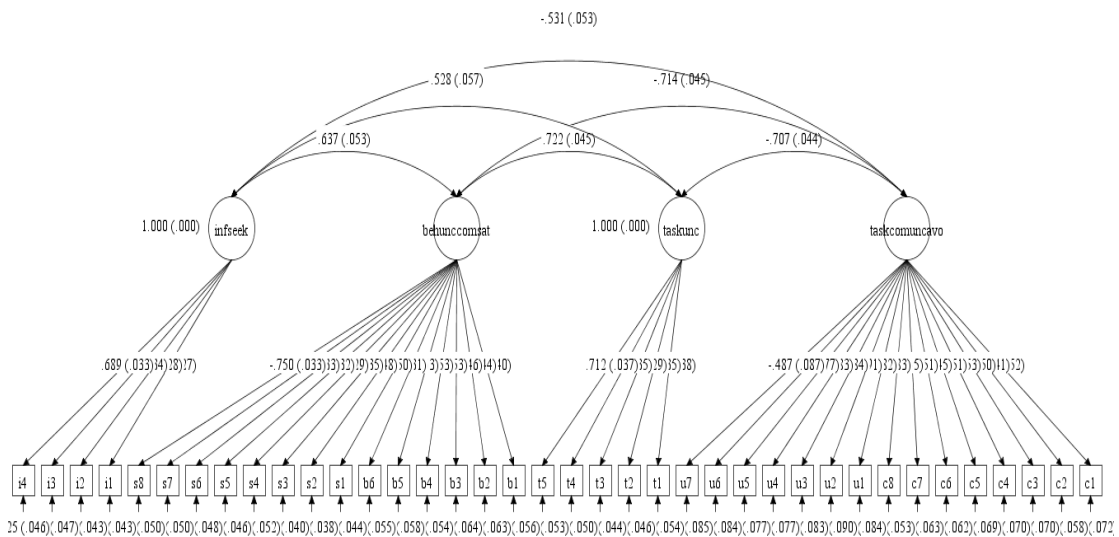 -.531 (.053)
.528 (.057) -.714 (.045)
.637 (.053) .722 (.045) -.707 (.044)
1.000 (.000) infseek behunccomsat 1.000 (.000) taskunc taskcomuncavo
.689 (.033) -.750 (.033) .712 (.037) -.487 (.087)
i4 i3 i2 i1 s8 s7 s6 s5 s4 s3 s2 s1 b6 b5 b4 b3 b2 b1 t5 t4 t3 t2 t1 u7 u6 u5 u4 u3 u2 u1 c8 c7 c6 c5 c4 c3 c2 c1
(.046)(.047)(.043)(.043)(.050)(.050)(.048)(.046)(.052)(.040)(.038)(.044)(.055)(.058)(.054)(.064)(.063)(.056)(.053)(.050)(.044)(.046)(.054)(.085)(.084)(.077)(.077)(.083)(.090)(.084)(.053)(.063)(.062)(.069)(.070)(.070)(.058)(.072)